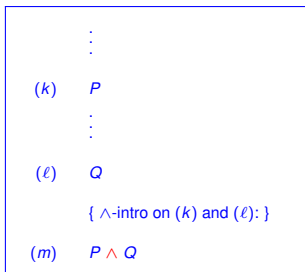 ⋮
(k) P
⋮
(ℓ) Q
{ ∧-intro on (k) and (ℓ): }
(m) P ∧ Q